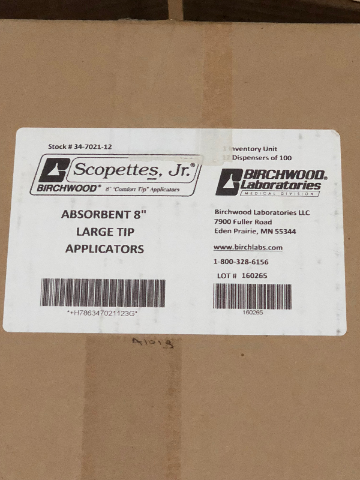 Stock # 34-7021-12
Inventory Unit
Dispensers of 100
Scopettes, Jr.®
BIRCHWOOD® 8" "Comfort Tip" Applicators
BIRCHWOOD®
Laboratories
MEDICAL DIVISION
ABSORBENT 8"
LARGE TIP
APPLICATORS
Birchwood Laboratories LLC
7900 Fuller Road
Eden Prairie, MN 55344
www.birchlabs.com
1-800-328-6156
LOT # 160265
*+H786347021123G*
160265